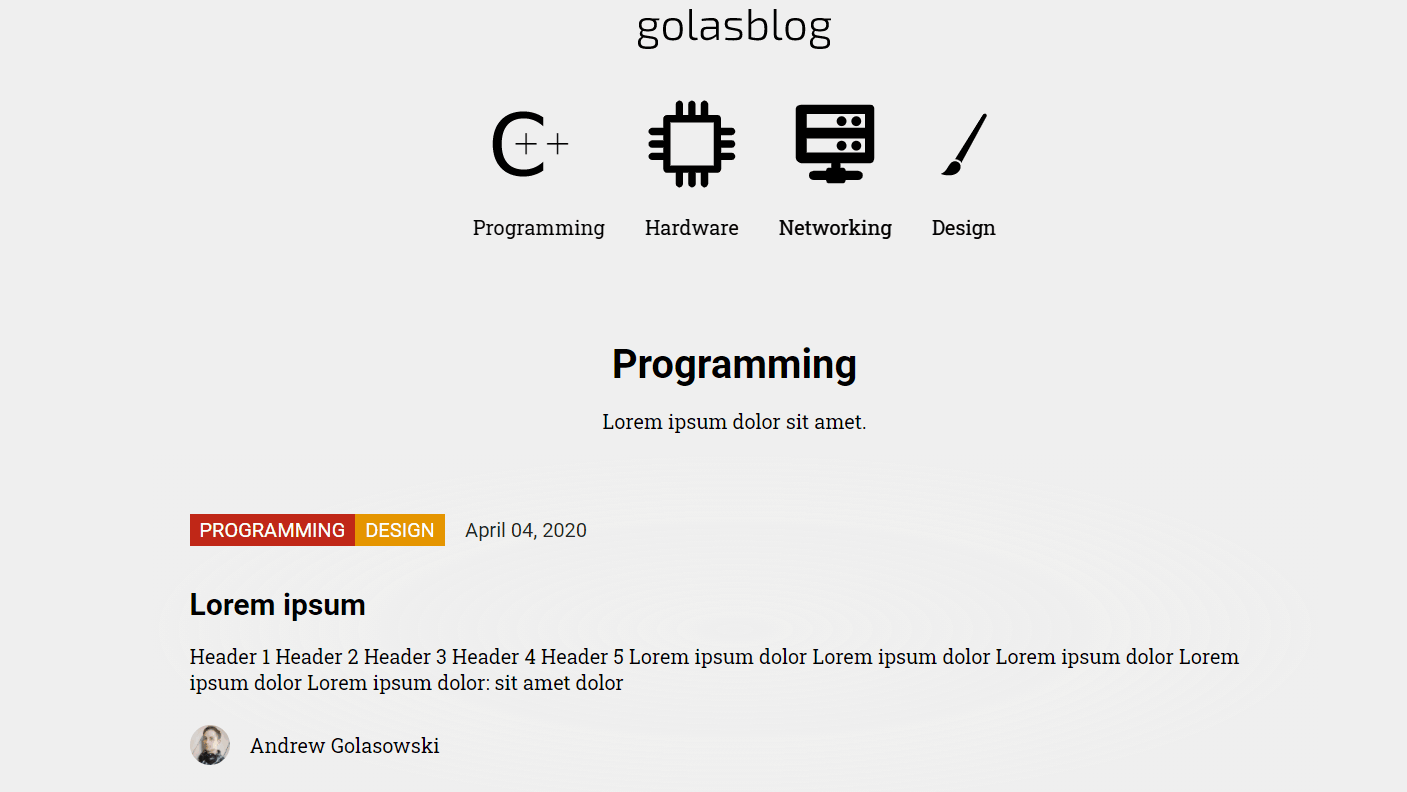 golasblog
C++
Programming Hardware Networking Design
Programming
Lorem ipsum dolor sit amet.
PROGRAMMING DESIGN April 04, 2020
Lorem ipsum
Header 1 Header 2 Header 3 Header 4 Header 5 Lorem ipsum dolor Lorem ipsum dolor Lorem ipsum dolor Lorem
ipsum dolor Lorem ipsum dolor: sit amet dolor
Andrew Golasowski